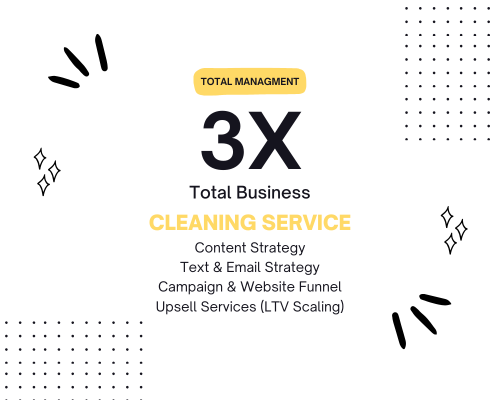 TOTAL MANAGMENT
3X
Total Business
CLEANING SERVICE
Content Strategy
Text & Email Strategy
Campaign & Website Funnel
Upsell Services (LTV Scaling)